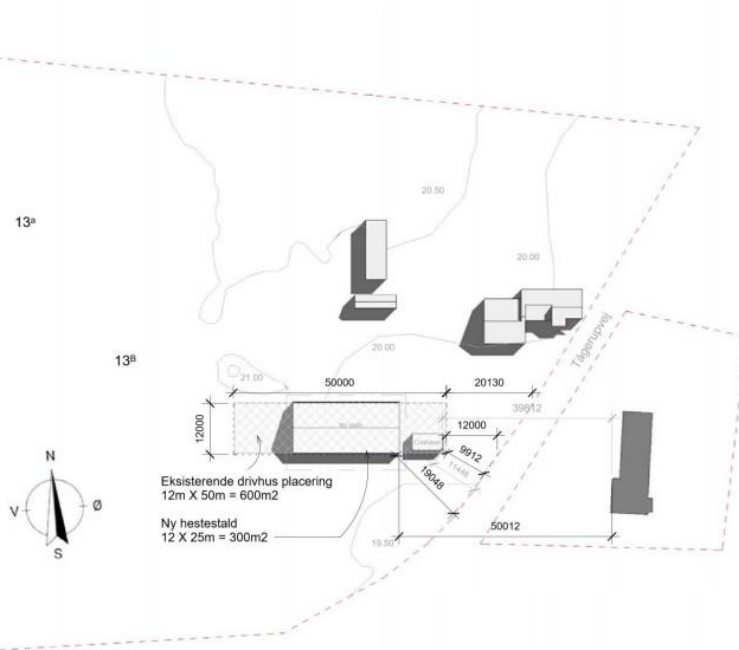 20.50
13ª
20.00
Tågerupvej
20.00
13ᴮ
21.00
50000
20130
39812
12000
12000
9912
11446
19048
Eksisterende drivhus placering
12m X 50m = 600m2
N
V
Ø
S
Ny hestestald
12 X 25m = 300m2
50012
19.50